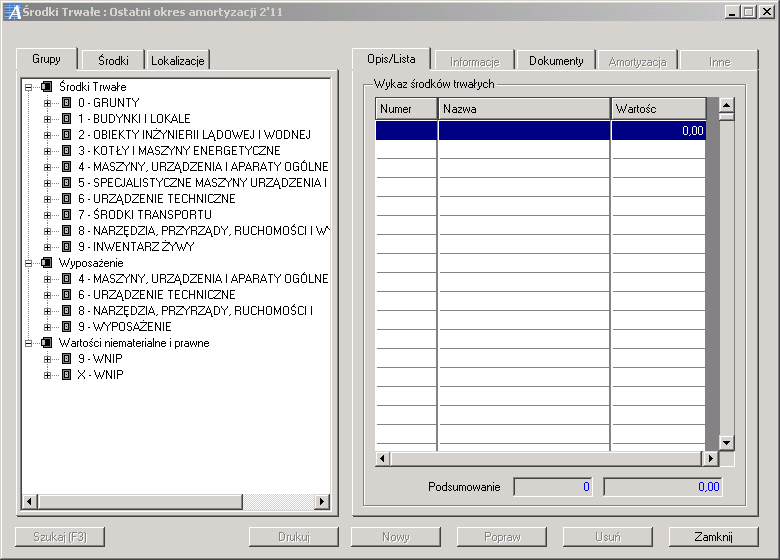 Środki Trwałe : Ostatni okres amortyzacji 2'11
Grupy
Środki
Lokalizacje
Środki Trwałe
0 - GRUNTY
1 - BUDYNKI I LOKALE
2 - OBIEKTY INŻYNIERII LĄDOWEJ I WODNEJ
3 - KOTŁY I MASZYNY ENERGETYCZNE
4 - MASZYNY, URZĄDZENIA I APARATY OGÓLNE
5 - SPECJALISTYCZNE MASZYNY URZĄDZENIA I
6 - URZĄDZENIE TECHNICZNE
7 - ŚRODKI TRANSPORTU
8 - NARZĘDZIA, PRZYRZĄDY, RUCHOMOŚCI I WY
9 - INWENTARZ ŻYWY
Wyposażenie
4 - MASZYNY, URZĄDZENIA I APARATY OGÓLNE
6 - URZĄDZENIE TECHNICZNE
8 - NARZĘDZIA, PRZYRZĄDY, RUCHOMOŚCI I
9 - WYPOSAŻENIE
Wartości niematerialne i prawne
9 - WNIP
X - WNIP
Opis/Lista
Informacje
Dokumenty
Amortyzacja
Inne
Wykaz środków trwałych
Numer
Nazwa
Wartośc
0,00
Podsumowanie
0
0,00
Szukaj (F3)
Drukuj
Nowy
Popraw
Usuń
Zamknij